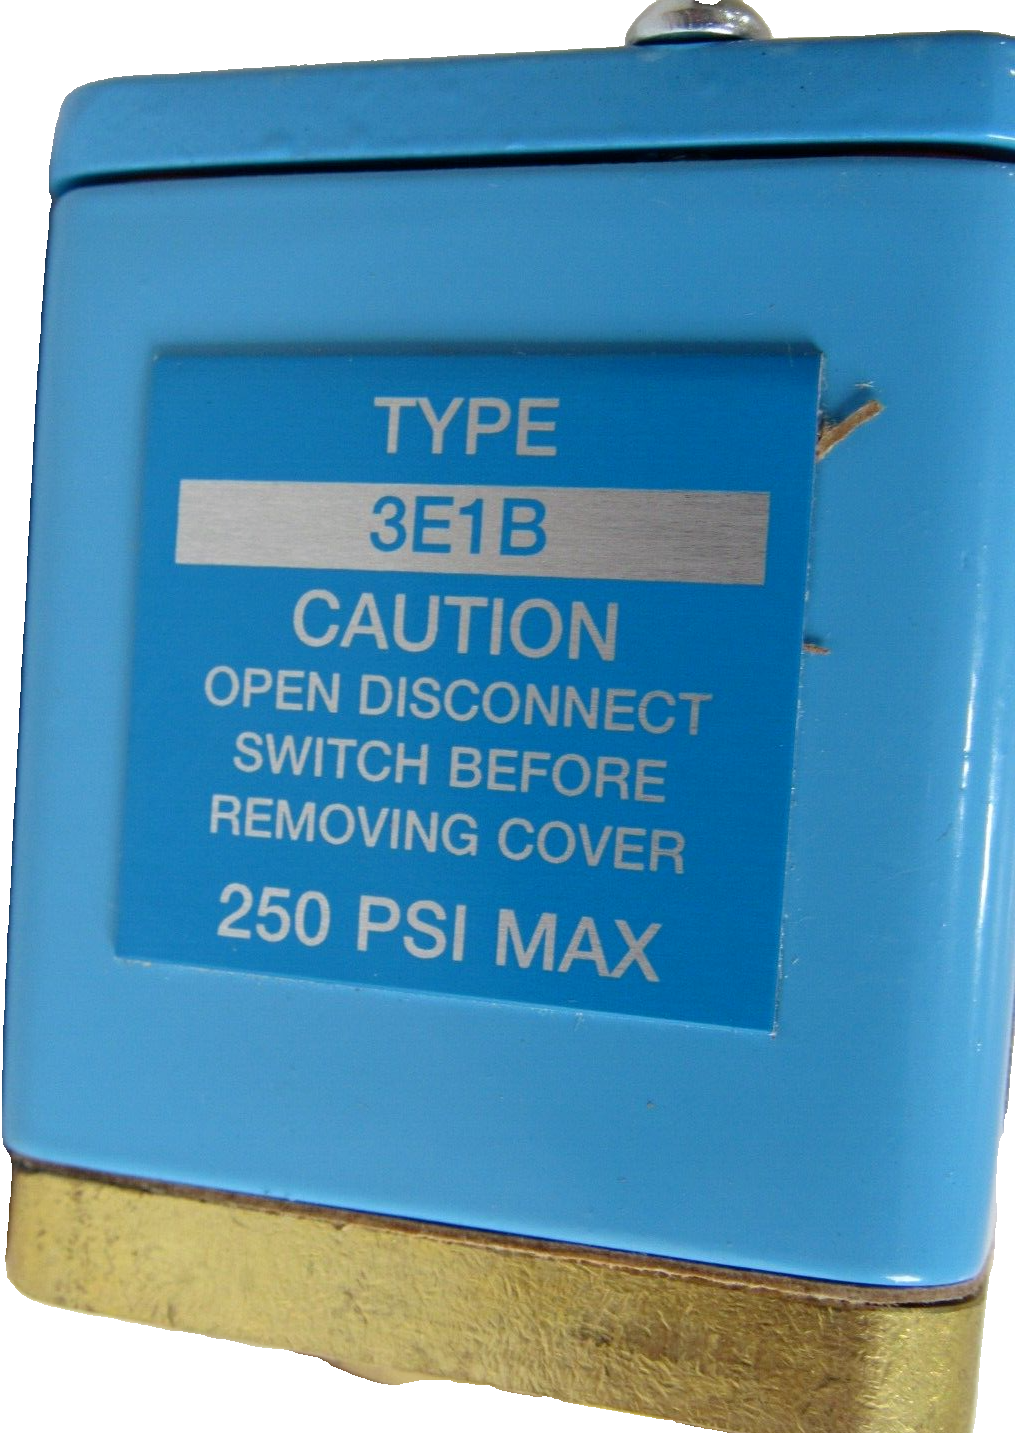 TYPE
3E1B
CAUTION
OPEN DISCONNECT
SWITCH BEFORE
REMOVING COVER
250 PSI MAX